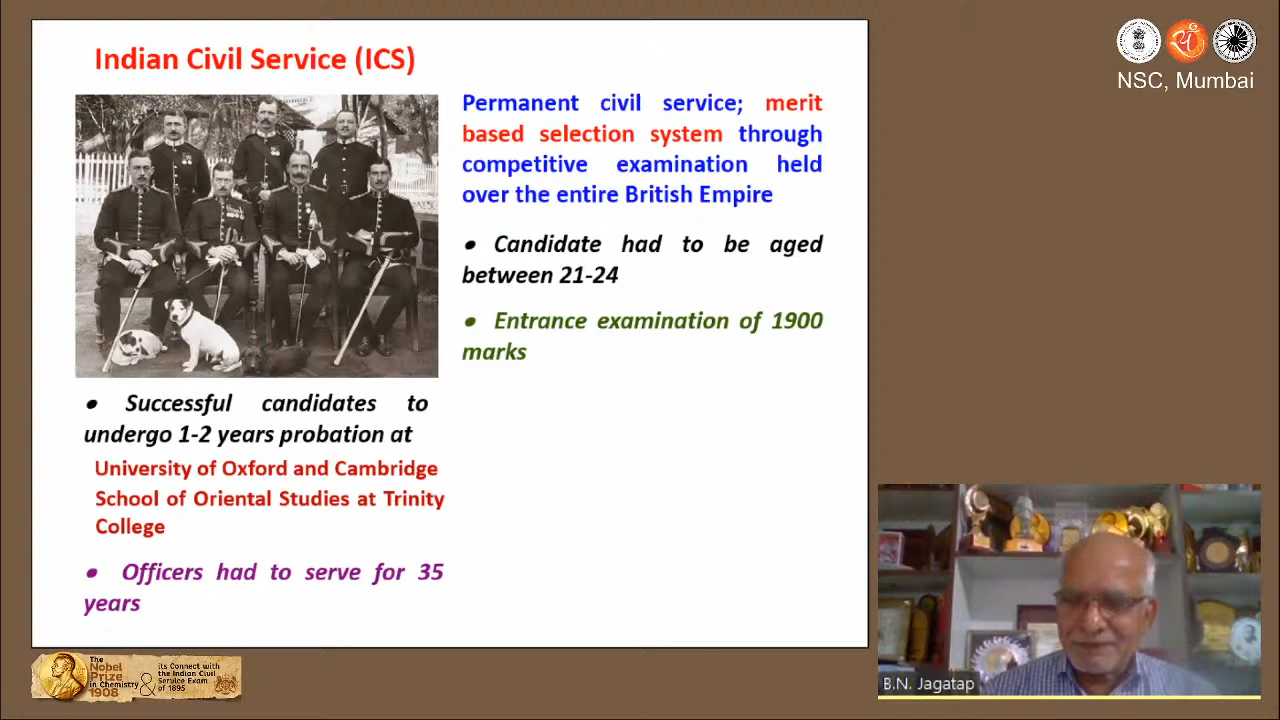 Indian Civil Service (ICS)
Permanent civil service; merit
based selection system through
competitive examination held
over the entire British Empire
• Candidate had to be aged
between 21-24
• Entrance examination of 1900
marks
• Successful candidates to
undergo 1-2 years probation at
University of Oxford and Cambridge
School of Oriental Studies at Trinity
College
• Officers had to serve for 35
years
NSC, Mumbai
B.N. Jagatap
The
Nobel
Prize
in Chemistry
1908
&
its Connect with
the Indian Civil
Service Exam
of 1895